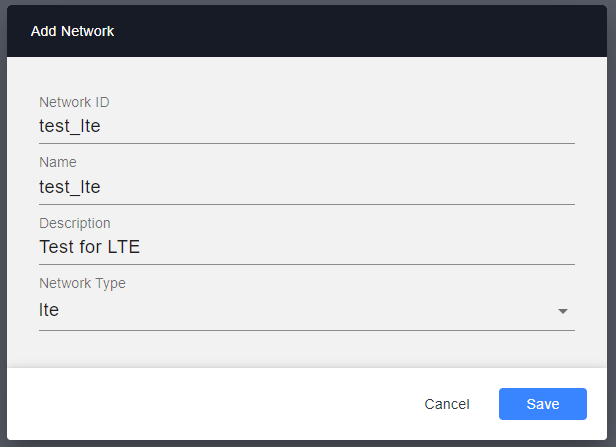 Add Network
Network ID
test_lte
Name
test_lte
Description
Test for LTE
Network Type
lte
Cancel Save